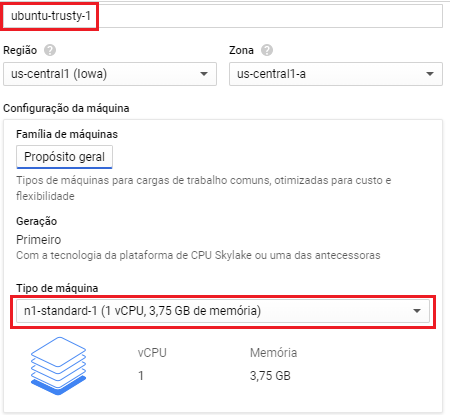 ubuntu-trusty-1
Região ? Zona ?
us-central1 (Iowa) us-central1-a
Configuração da máquina
Família de máquinas
Propósito geral
Tipos de máquinas para cargas de trabalho comuns, otimizadas para custo e
flexibilidade
Geração
Primeiro
Com a tecnologia da plataforma de CPU Skylake ou uma das antecessoras
Tipo de máquina
n1-standard-1 (1 vCPU, 3,75 GB de memória)
vCPU Memória
1 3,75 GB